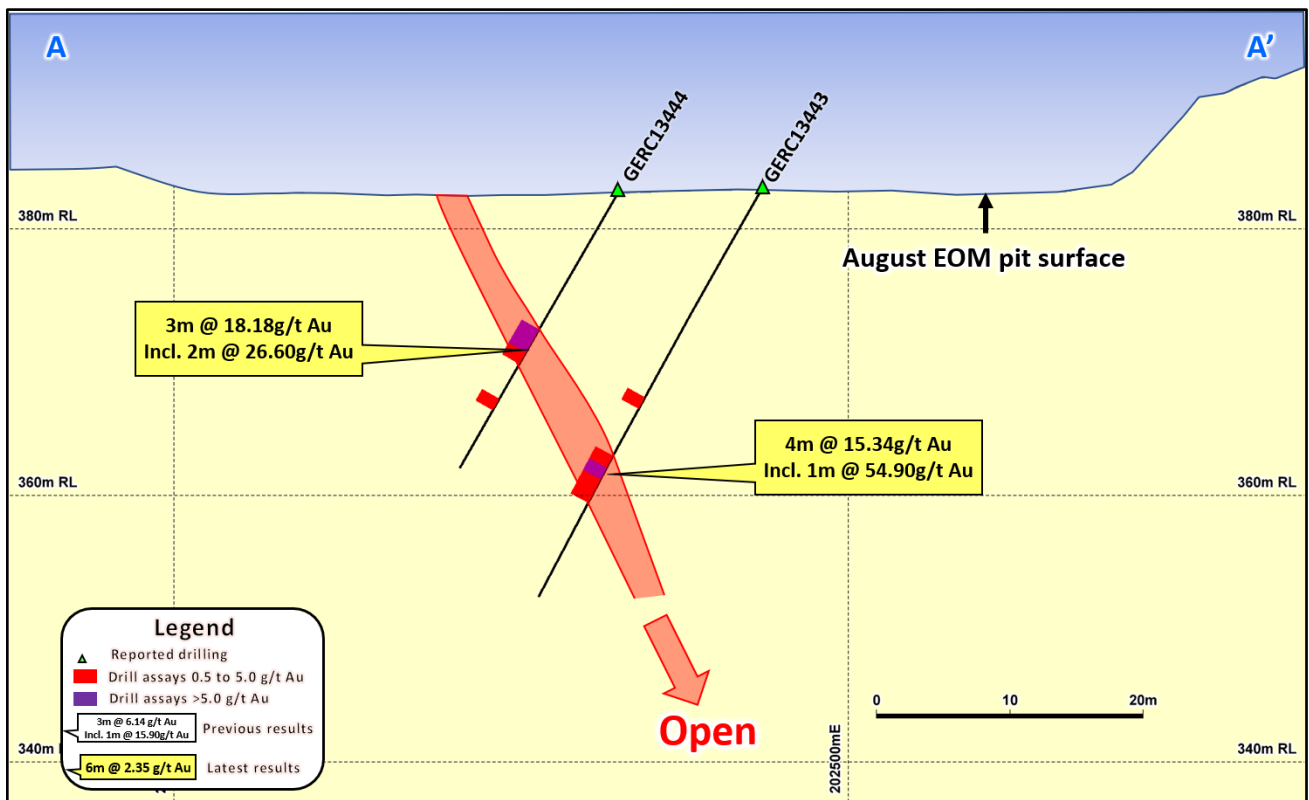 A
A'
GERC13444
GERC13443
380m RL
380m RL
August EOM pit surface
3m @ 18.18g/t Au
Incl. 2m @ 26.60g/t Au
4m @ 15.34g/t Au
Incl. 1m @ 54.90g/t Au
360m RL
360m RL
Legend
Reported drilling
Drill assays 0.5 to 5.0 g/t Au
Drill assays >5.0 g/t Au
3m @ 6.14 g/t Au
Incl. 1m @ 15.90g/t Au
Previous results
6m @ 2.35 g/t Au
Latest results
0 10 20m
Open
340m
340m RL
202500mE